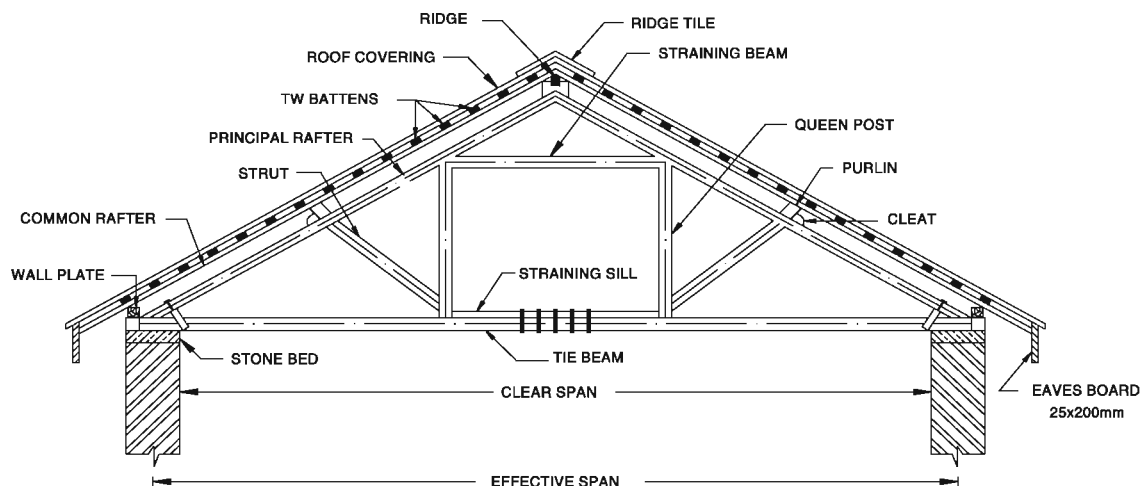 RIDGE
RIDGE TILE
ROOF COVERING
STRAINING BEAM
TW BATTENS
PRINCIPAL RAFTER
QUEEN POST
STRUT
PURLIN
COMMON RAFTER
CLEAT
WALL PLATE
STRAINING SILL
STONE BED
TIE BEAM
CLEAR SPAN
EAVES BOARD
25x200mm
EFFECTIVE SPAN